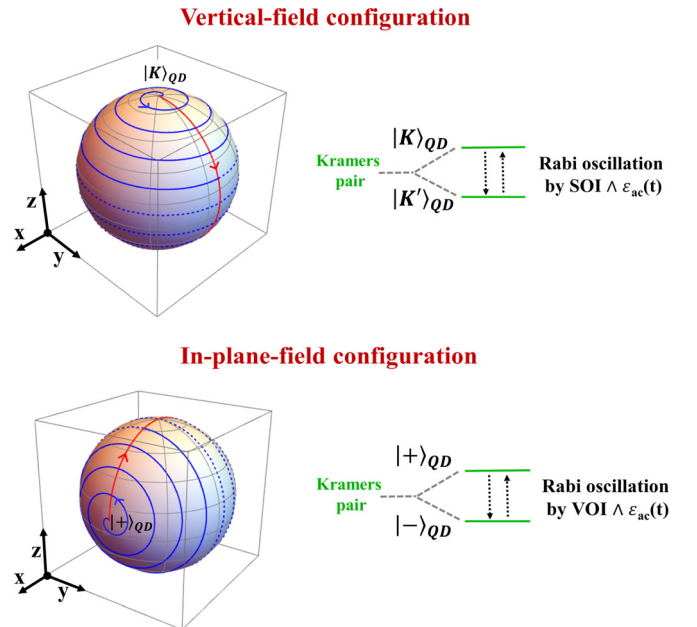 Vertical-field configuration
|K⟩QD
z
x
y
|K⟩QD
Kramers
pair
|K′⟩QD
Rabi oscillation
by SOI ∧ εac(t)
In-plane-field configuration
|+⟩QD
z
x
y
|+⟩QD
Kramers
pair
|−⟩QD
Rabi oscillation
by VOI ∧ εac(t)